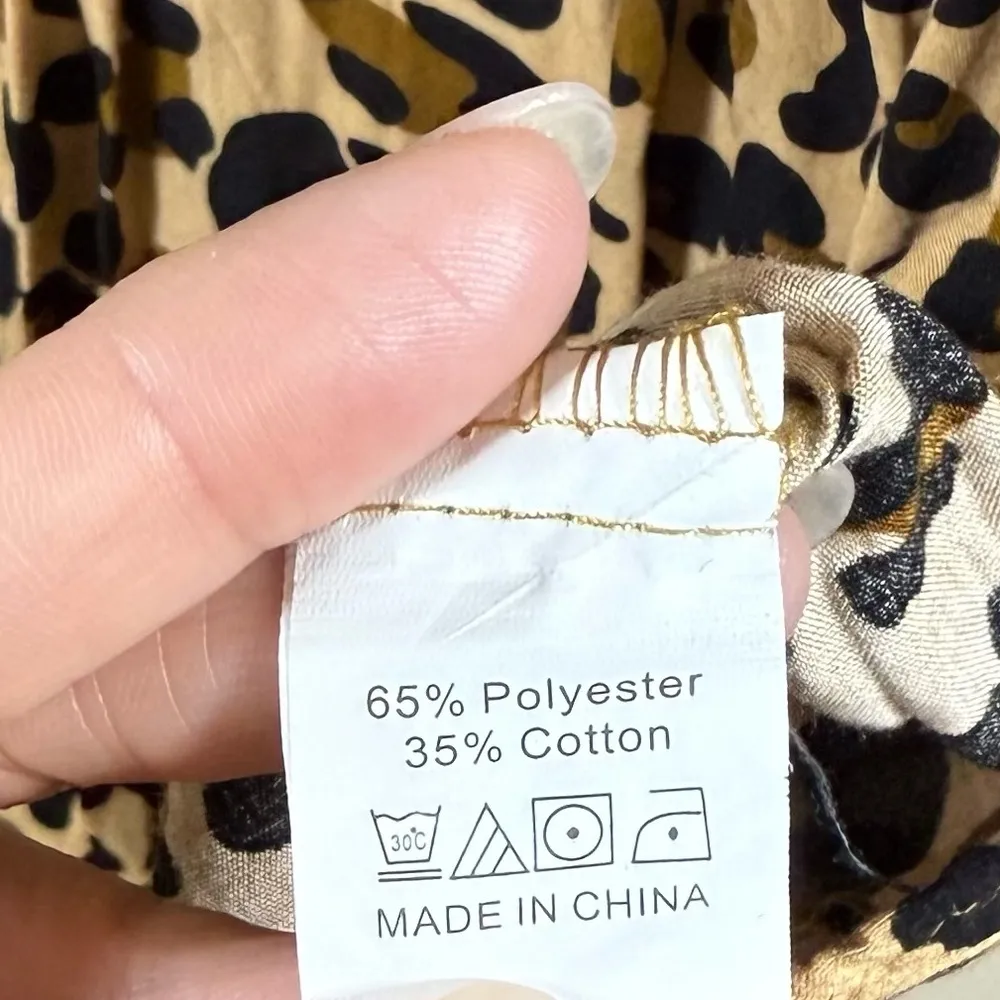 65% Polyester
35% Cotton
30°C
MADE IN CHINA